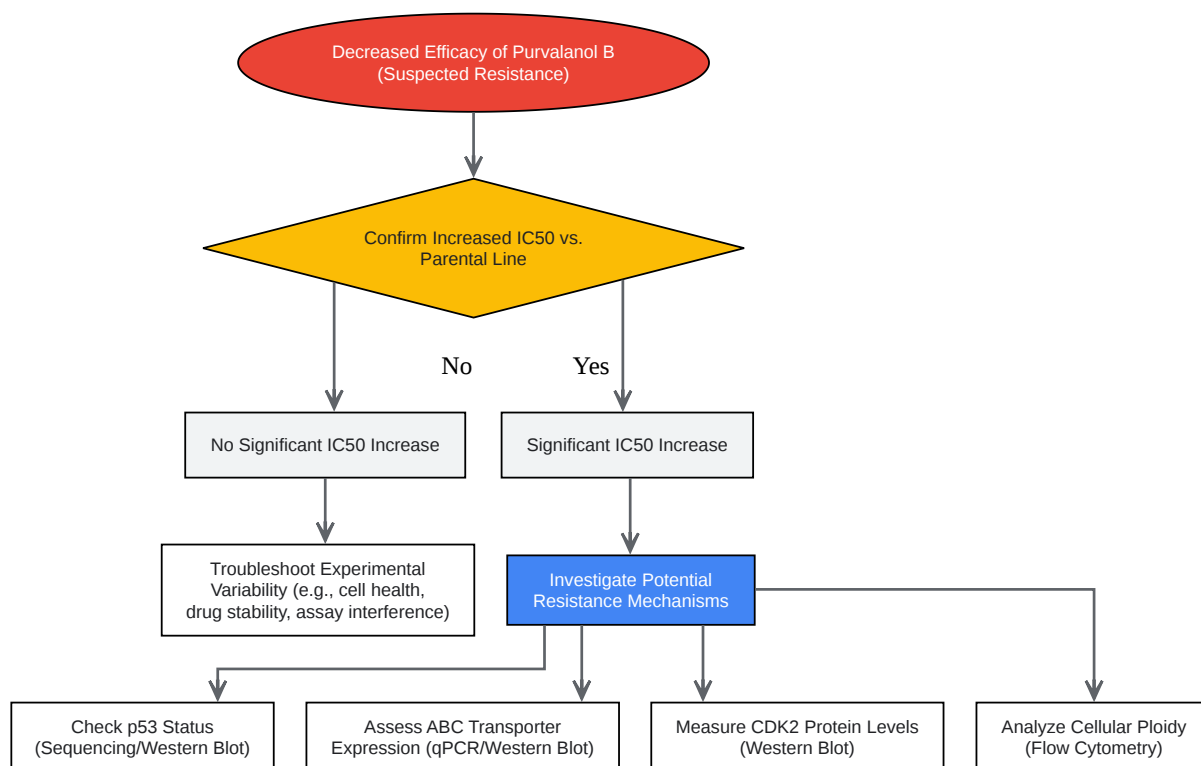 Decreased Efficacy of Purvalanol B
(Suspected Resistance)
Confirm Increased IC50 vs.
Parental Line
No
Yes
No Significant IC50 Increase
Significant IC50 Increase
Troubleshoot Experimental
Variability (e.g., cell health,
drug stability, assay interference)
Investigate Potential
Resistance Mechanisms
Check p53 Status
(Sequencing/Western Blot)
Assess ABC Transporter
Expression (qPCR/Western Blot)
Measure CDK2 Protein Levels
(Western Blot)
Analyze Cellular Ploidy
(Flow Cytometry)